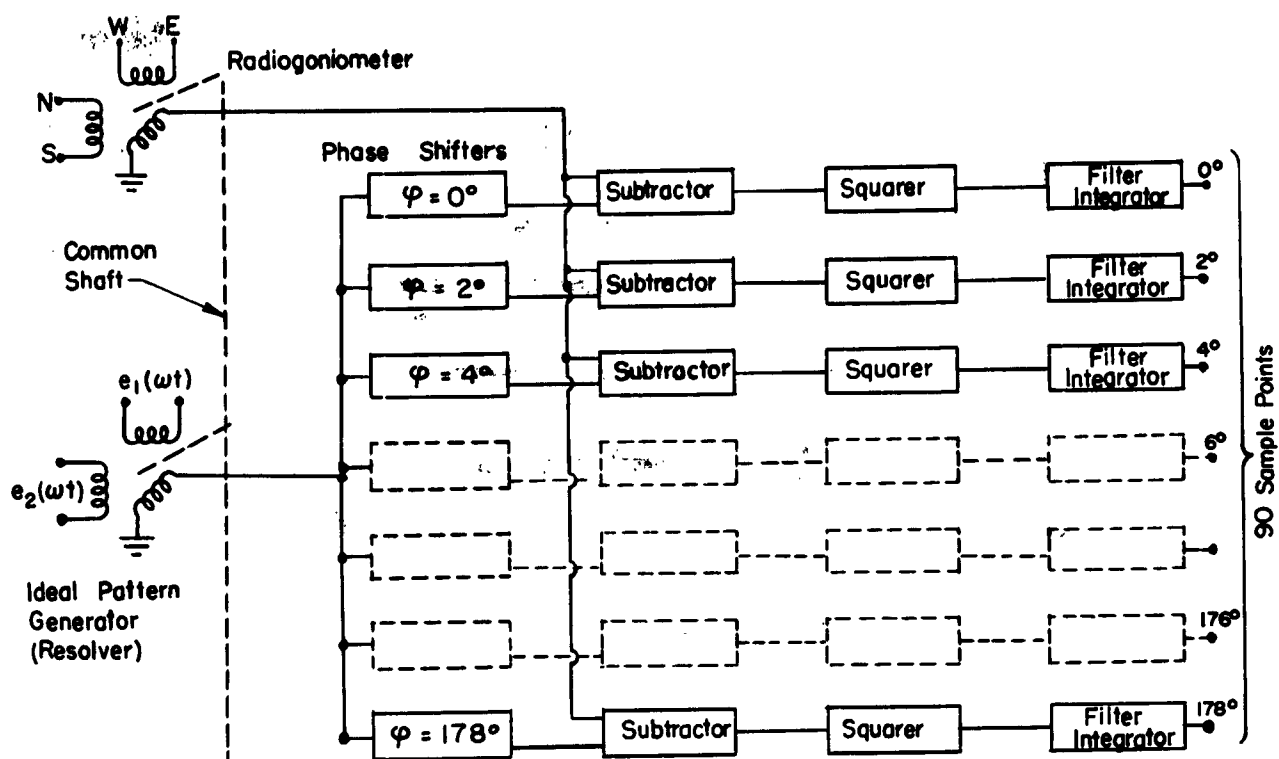 W E
Radiogoniometer
N
S
Phase Shifters
φ = 0°
Subtractor
Squarer
Filter
Integrator
0°
Common
Shaft
φ = 2°
Subtractor
Squarer
Filter
Integrator
2°
φ = 4°
Subtractor
Squarer
Filter
Integrator
4°
e₁(ωt)
6°
e₂(ωt)
90 Sample Points
Ideal Pattern
Generator
(Resolver)
176°
φ = 178°
Subtractor
Squarer
Filter
Integrator
178°